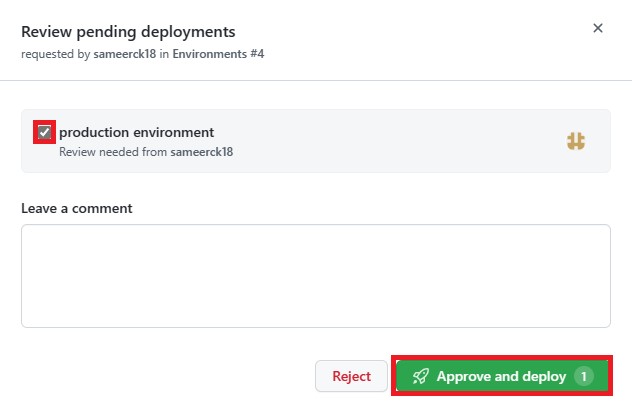 Review pending deployments
requested by sameerck18 in Environments #4
production environment
Review needed from sameerck18
Leave a comment
Reject
Approve and deploy 1